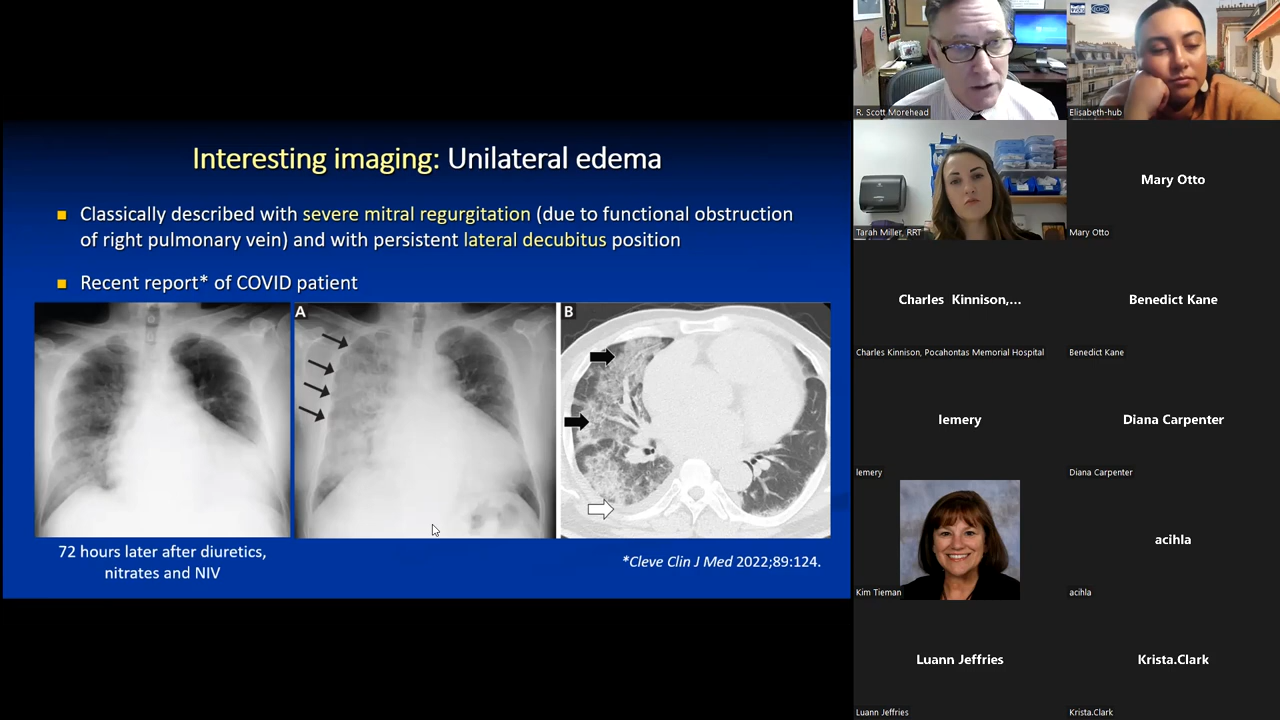 Interesting imaging: Unilateral edema
Classically described with severe mitral regurgitation (due to functional obstruction
of right pulmonary vein) and with persistent lateral decubitus position
Recent report* of COVID patient
A
B
72 hours later after diuretics,
nitrates and NIV
*Cleve Clin J Med 2022;89:124.
R. Scott Morehead
Elisabeth-hub
Tarah Miller, RRT
Mary Otto
Mary Otto
Charles Kinnison,...
Charles Kinnison, Pocahontas Memorial Hospital
Benedict Kane
Benedict Kane
lemery
lemery
Diana Carpenter
Diana Carpenter
Kim Tieman
acihla
acihla
Luann Jeffries
Luann Jeffries
Krista.Clark
Krista.Clark